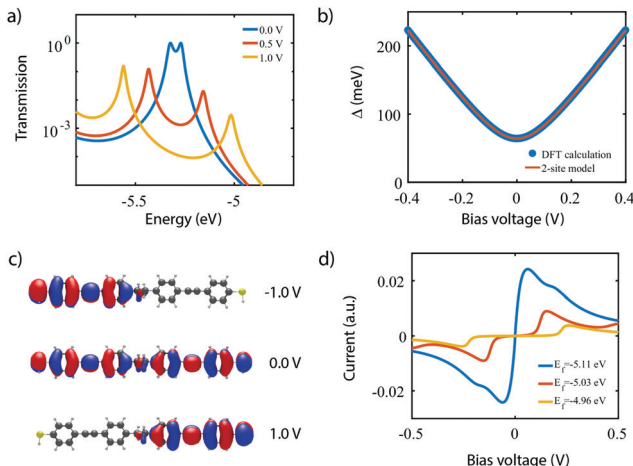 a)
0.0 V
0.5 V
1.0 V
10⁰
10⁻³
Transmission
-5.5
-5
Energy (eV)
b)
200
100
0
Δ (meV)
DFT calculation
2-site model
-0.4
-0.2
0
0.2
0.4
Bias voltage (V)
c)
-1.0 V
0.0 V
1.0 V
d)
0.02
0
-0.02
Current (a.u.)
E_f=-5.11 eV
E_f=-5.03 eV
E_f=-4.96 eV
-0.5
0
0.5
Bias voltage (V)